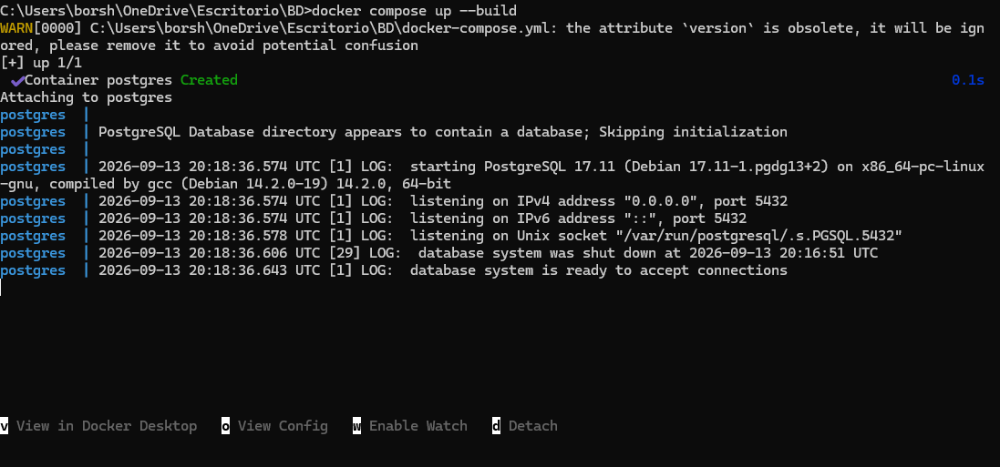 C:\Users\borsh\OneDrive\Escritorio\BD>docker compose up --build
WARN[0000] C:\Users\borsh\OneDrive\Escritorio\BD\docker-compose.yml: the attribute `version` is obsolete, it will be ign
ored, please remove it to avoid potential confusion
[+] up 1/1
✔Container postgres Created 0.1s
Attaching to postgres
postgres  |
postgres  | PostgreSQL Database directory appears to contain a database; Skipping initialization
postgres  |
postgres  | 2026-09-13 20:18:36.574 UTC [1] LOG:  starting PostgreSQL 17.11 (Debian 17.11-1.pgdg13+2) on x86_64-pc-linux
-gnu, compiled by gcc (Debian 14.2.0-19) 14.2.0, 64-bit
postgres  | 2026-09-13 20:18:36.574 UTC [1] LOG:  listening on IPv4 address "0.0.0.0", port 5432
postgres  | 2026-09-13 20:18:36.574 UTC [1] LOG:  listening on IPv6 address "::", port 5432
postgres  | 2026-09-13 20:18:36.578 UTC [1] LOG:  listening on Unix socket "/var/run/postgresql/.s.PGSQL.5432"
postgres  | 2026-09-13 20:18:36.606 UTC [29] LOG:  database system was shut down at 2026-09-13 20:16:51 UTC
postgres  | 2026-09-13 20:18:36.643 UTC [1] LOG:  database system is ready to accept connections
v View in Docker Desktop   o View Config   w Enable Watch   d Detach